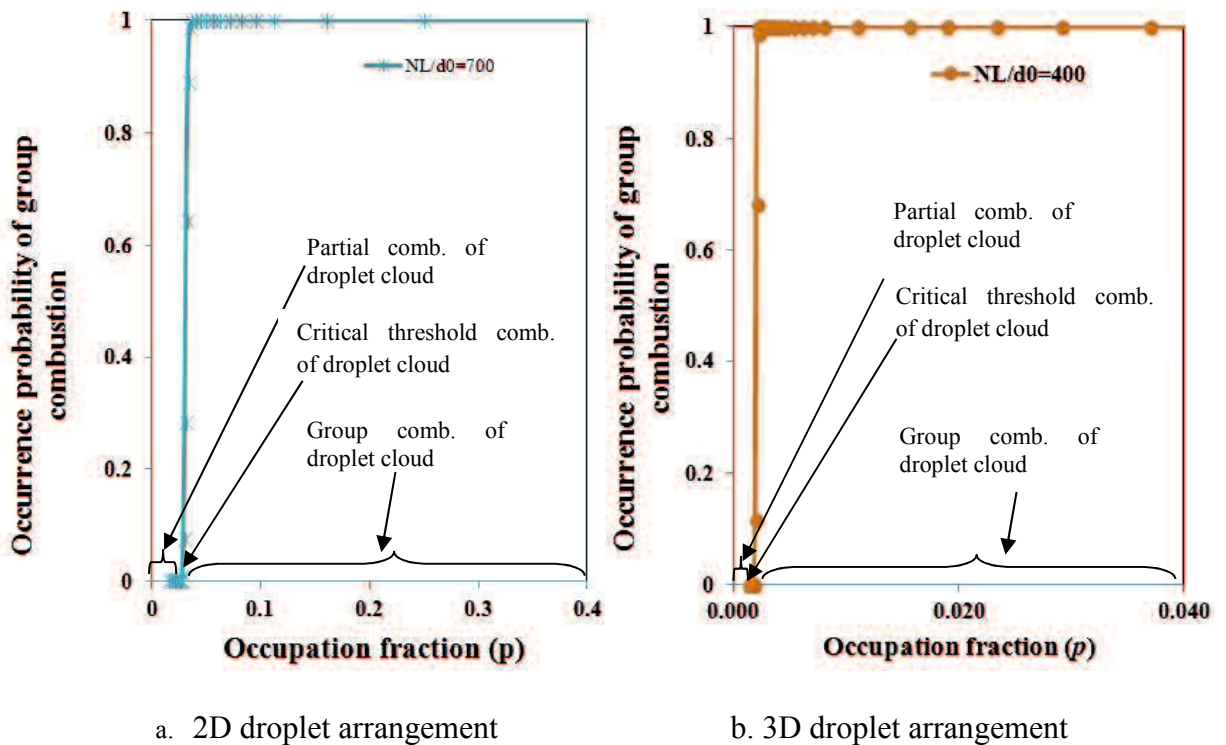 1
0.8
0.6
0.4
0.2
0
0
0.1
0.2
0.3
0.4
Occurrence probability of group
combustion
Occupation fraction (p)
NL/d0=700
Partial comb. of
droplet cloud
Critical threshold comb.
of droplet cloud
Group comb. of
droplet cloud
a. 2D droplet arrangement
1
0.8
0.6
0.4
0.2
0
0.000
0.020
0.040
Occurrence probability of group
combustion
Occupation fraction (p)
NL/d0=400
Partial comb. of
droplet cloud
Critical threshold comb.
of droplet cloud
Group comb. of
droplet cloud
b. 3D droplet arrangement